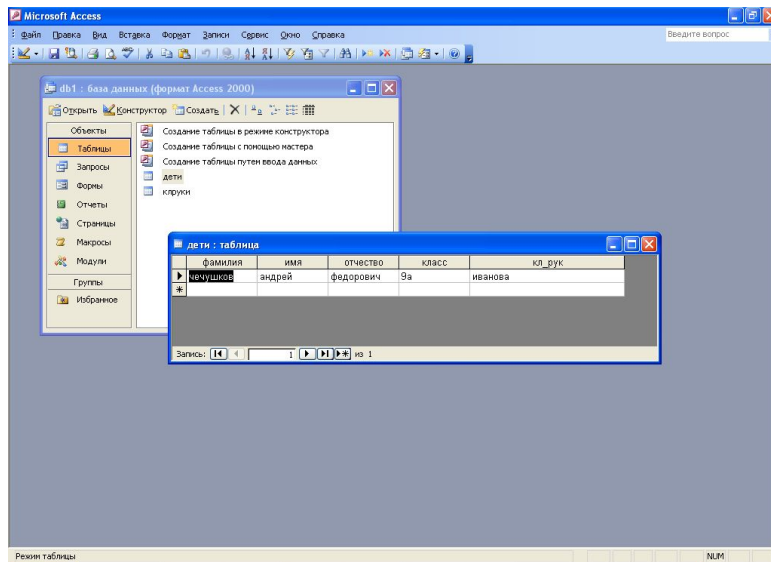 Microsoft Access
Файл Правка Вид Вставка Формат Записи Сервис Окно Справка
Введите вопрос
db1 : база данных (формат Access 2000)
Открыть Конструктор Создать
Объекты
Таблицы
Запросы
Формы
Отчеты
Страницы
Макросы
Модули
Группы
Избранное
Создание таблицы в режиме конструктора
Создание таблицы с помощью мастера
Создание таблицы путем ввода данных
дети
клруки
дети : таблица
фамилия имя отчество класс кл_рук
чечушков андрей федорович 9а иванова
Запись: 1 из 1
Режим таблицы
NUM